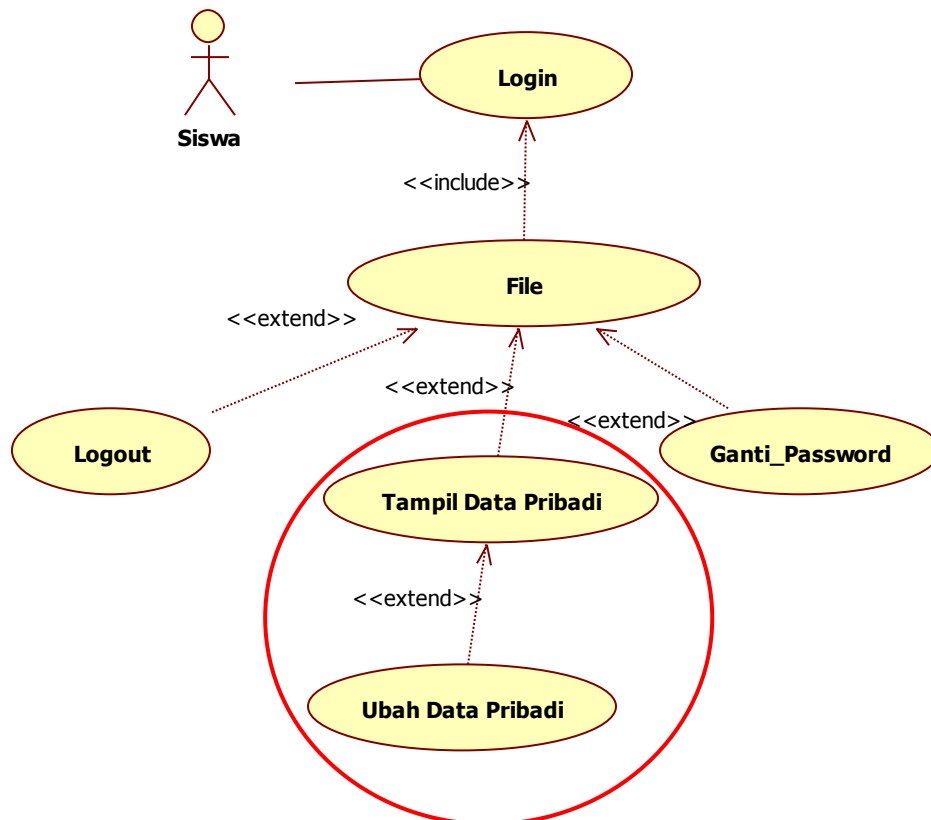 Login
Siswa
<<include>>
File
<<extend>>
<<extend>>
<<extend>>
Logout
Ganti_Password
Tampil Data Pribadi
<<extend>>
Ubah Data Pribadi